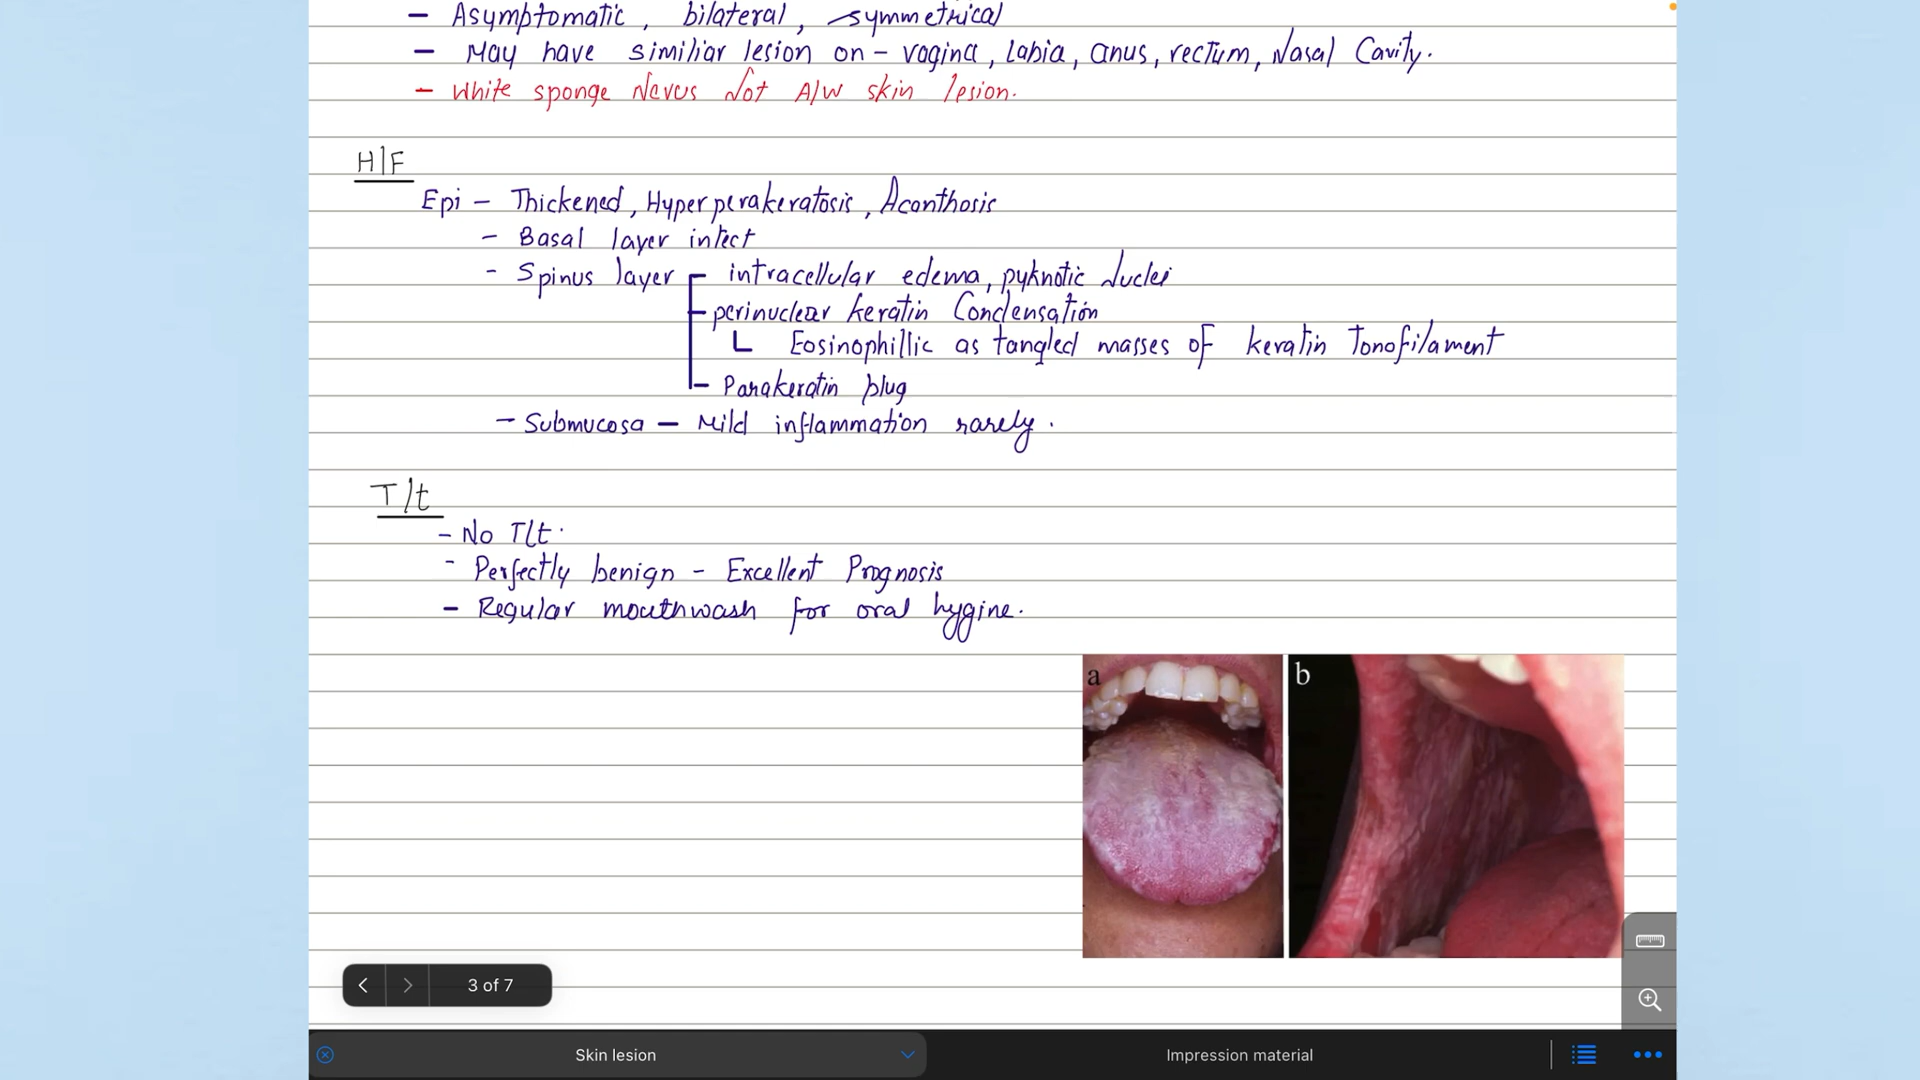 - Asymptomatic, bilateral, symmetrical
- May have similiar lesion on - vagina, Labia, anus, rectum, Nasal Cavity.
- White sponge Nevus Not A/W skin lesion.
H/F
Epi - Thickened, Hyperperakeratosis, Acanthosis
- Basal layer intect
- Spinus layer - intracellular edema, pyknotic Nuclei
- perinuclear keratin Condensation
L Eosinophillic as tangled masses of keratin Tonofilament
- Parakeratin plug
- Submucosa - Mild inflammation rarely.
T/t
- No T/t.
- Perfectly benign - Excellent Prognosis
- Regular mouthwash for oral hygine.
a b
3 of 7
Skin lesion Impression material